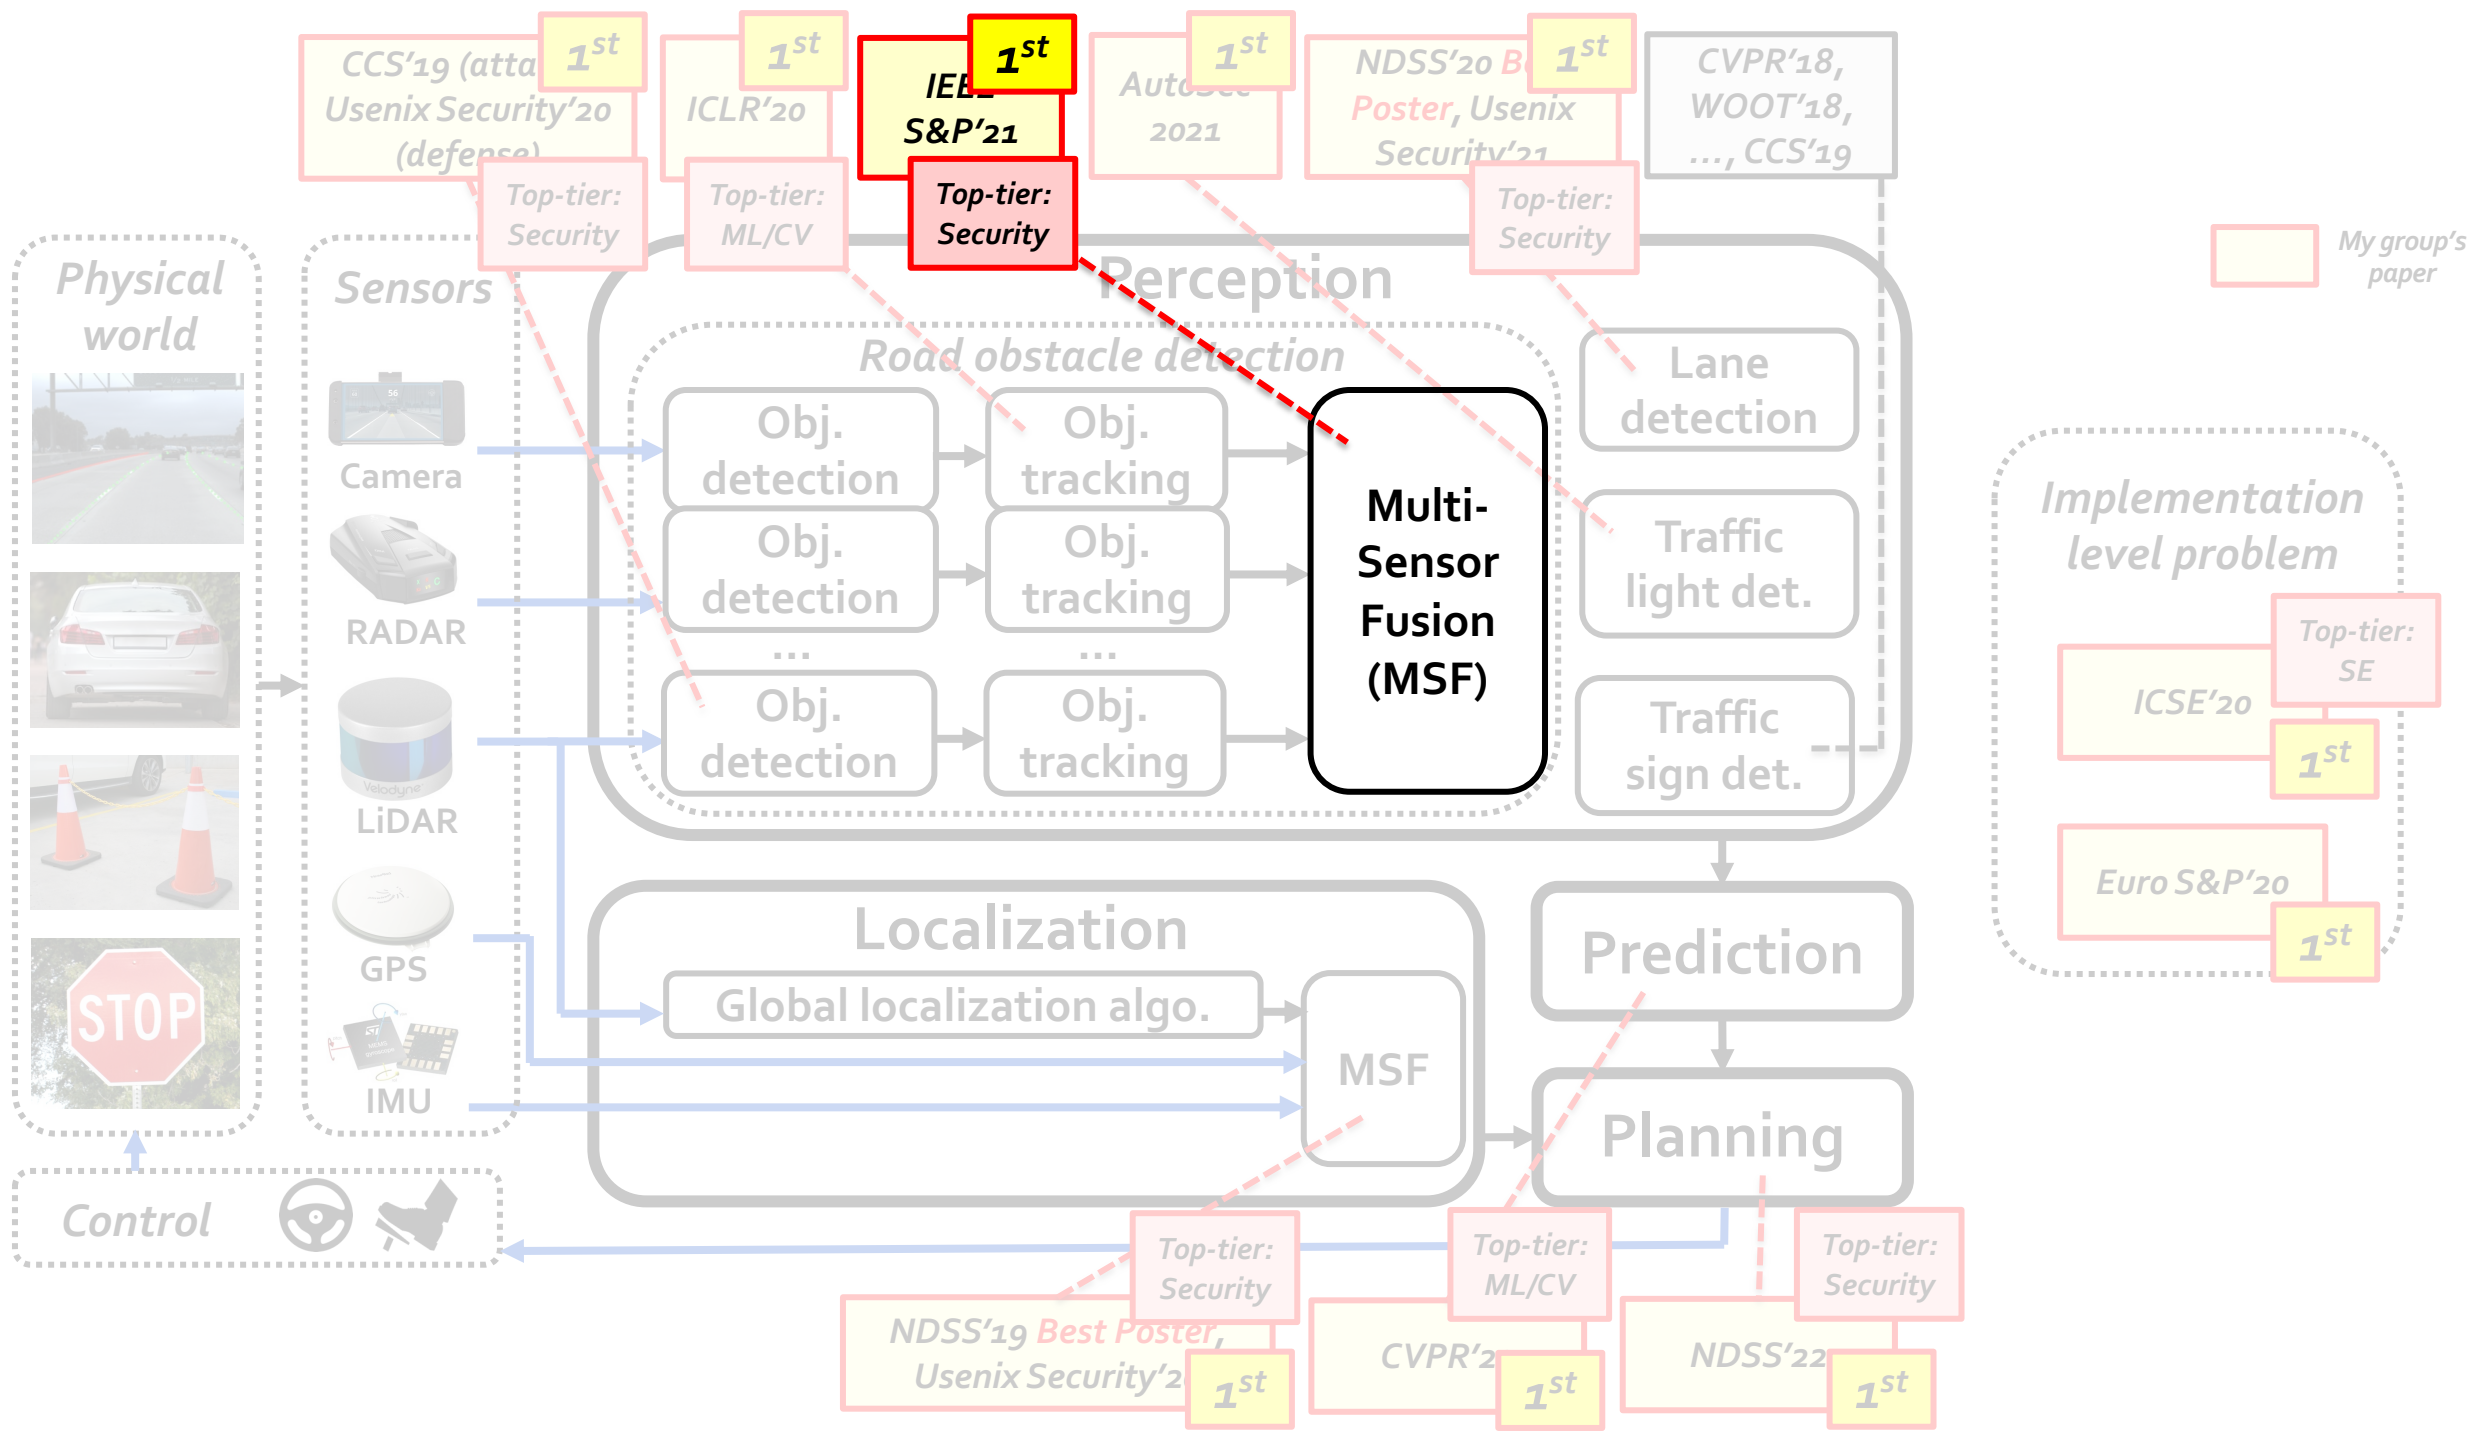 CCS'19 (atta
Usenix Security'20
(defense)
1st
Top-tier:
Security
ICLR'20
1st
Top-tier:
ML/CV
IEEE
S&P'21
1st
Top-tier:
Security
AutoSec
2021
1st
NDSS'20 B
Poster, Usenix
Security'21
1st
Top-tier:
Security
CVPR'18,
WOOT'18,
..., CCS'19
My group's
paper
Physical
world
STOP
Sensors
56
Camera
RADAR
Velodyne
LiDAR
GPS
IMU
Control
Perception
Road obstacle detection
Obj.
detection
Obj.
tracking
Obj.
detection
Obj.
tracking
...
...
Obj.
detection
Obj.
tracking
Multi-
Sensor
Fusion
(MSF)
Lane
detection
Traffic
light det.
Traffic
sign det.
Localization
Global localization algo.
MSF
Prediction
Planning
Implementation
level problem
ICSE'20
Top-tier:
SE
1st
Euro S&P'20
1st
NDSS'19 Best Poster,
Usenix Security'2
Top-tier:
Security
1st
CVPR'2
Top-tier:
ML/CV
1st
NDSS'22
Top-tier:
Security
1st